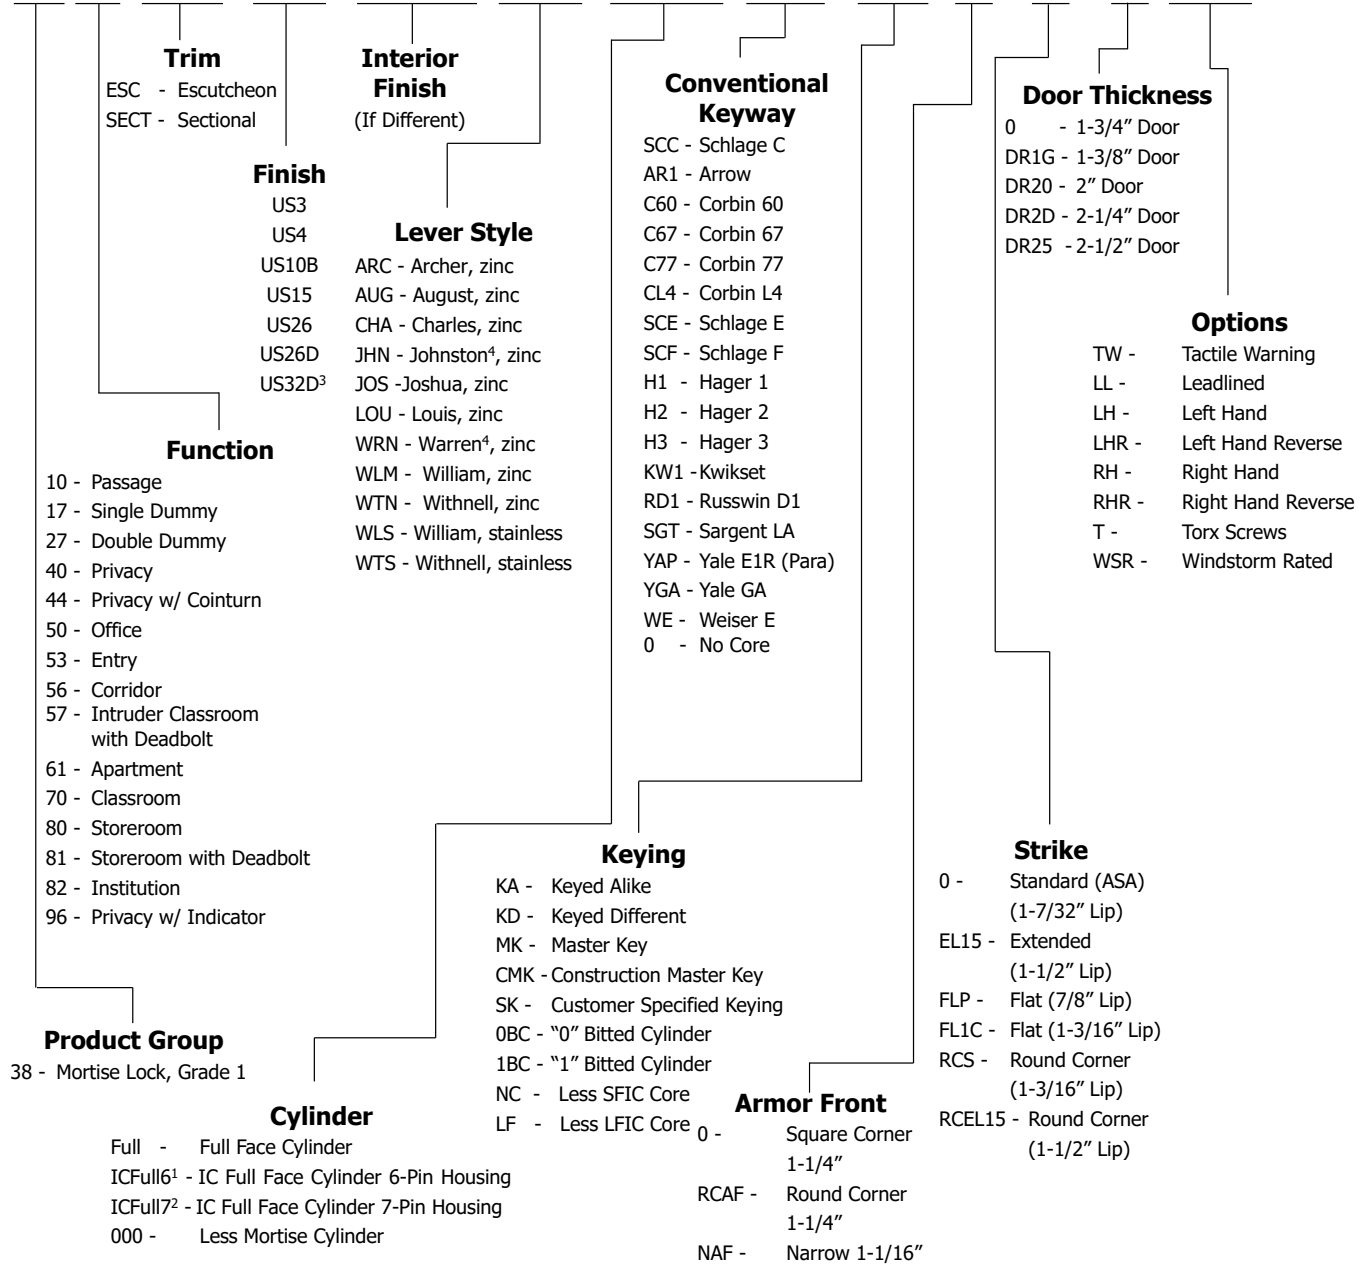 Trim
ESC - Escutcheon
SECT - Sectional
Interior
Finish
(If Different)
Conventional
Keyway
SCC - Schlage C
AR1 - Arrow
C60 - Corbin 60
C67 - Corbin 67
C77 - Corbin 77
CL4 - Corbin L4
SCE - Schlage E
SCF - Schlage F
H1 - Hager 1
H2 - Hager 2
H3 - Hager 3
KW1 - Kwikset
RD1 - Russwin D1
SGT - Sargent LA
YAP - Yale E1R (Para)
YGA - Yale GA
WE - Weiser E
0 - No Core
Door Thickness
0 - 1-3/4” Door
DR1G - 1-3/8” Door
DR20 - 2” Door
DR2D - 2-1/4” Door
DR25 - 2-1/2” Door
Finish
US3
US4
US10B
US15
US26
US26D
US32D³
Lever Style
ARC - Archer, zinc
AUG - August, zinc
CHA - Charles, zinc
JHN - Johnston⁴, zinc
JOS -Joshua, zinc
LOU - Louis, zinc
WRN - Warren⁴, zinc
WLM - William, zinc
WTN - Withnell, zinc
WLS - William, stainless
WTS - Withnell, stainless
Options
TW - Tactile Warning
LL - Leadlined
LH - Left Hand
LHR - Left Hand Reverse
RH - Right Hand
RHR - Right Hand Reverse
T - Torx Screws
WSR - Windstorm Rated
Function
10 - Passage
17 - Single Dummy
27 - Double Dummy
40 - Privacy
44 - Privacy w/ Cointurn
50 - Office
53 - Entry
56 - Corridor
57 - Intruder Classroom
with Deadbolt
61 - Apartment
70 - Classroom
80 - Storeroom
81 - Storeroom with Deadbolt
82 - Institution
96 - Privacy w/ Indicator
Keying
KA - Keyed Alike
KD - Keyed Different
MK - Master Key
CMK - Construction Master Key
SK - Customer Specified Keying
0BC - “0” Bitted Cylinder
1BC - “1” Bitted Cylinder
NC - Less SFIC Core
LF - Less LFIC Core
Strike
0 - Standard (ASA)
(1-7/32” Lip)
EL15 - Extended
(1-1/2” Lip)
FLP - Flat (7/8” Lip)
FL1C - Flat (1-3/16” Lip)
RCS - Round Corner
(1-3/16” Lip)
RCEL15 - Round Corner
(1-1/2” Lip)
Product Group
38 - Mortise Lock, Grade 1
Cylinder
Full - Full Face Cylinder
ICFull6¹ - IC Full Face Cylinder 6-Pin Housing
ICFull7² - IC Full Face Cylinder 7-Pin Housing
000 - Less Mortise Cylinder
Armor Front
0 - Square Corner
1-1/4”
RCAF - Round Corner
1-1/4”
NAF - Narrow 1-1/16”